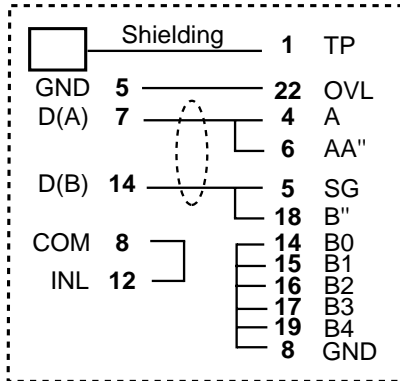 Shielding 1 TP
GND 5 22 OVL
D(A) 7 4 A
6 AA"
D(B) 14 5 SG
18 B"
COM 8 14 B0
15 B1
INL 12 16 B2
17 B3
19 B4
8 GND